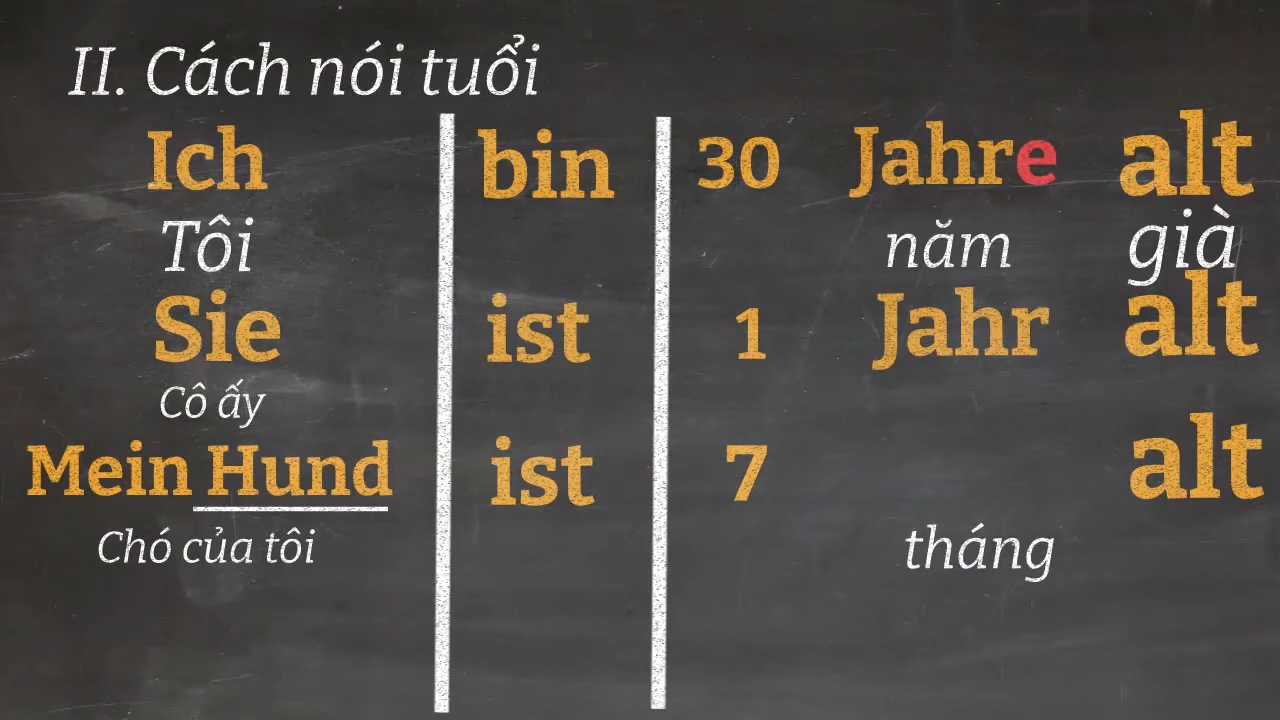 II. Cách nói tuổi
Ich bin 30 Jahre alt
Tôi năm già
Sie ist 1 Jahr alt
Cô ấy
Mein Hund ist 7 alt
Chó của tôi tháng